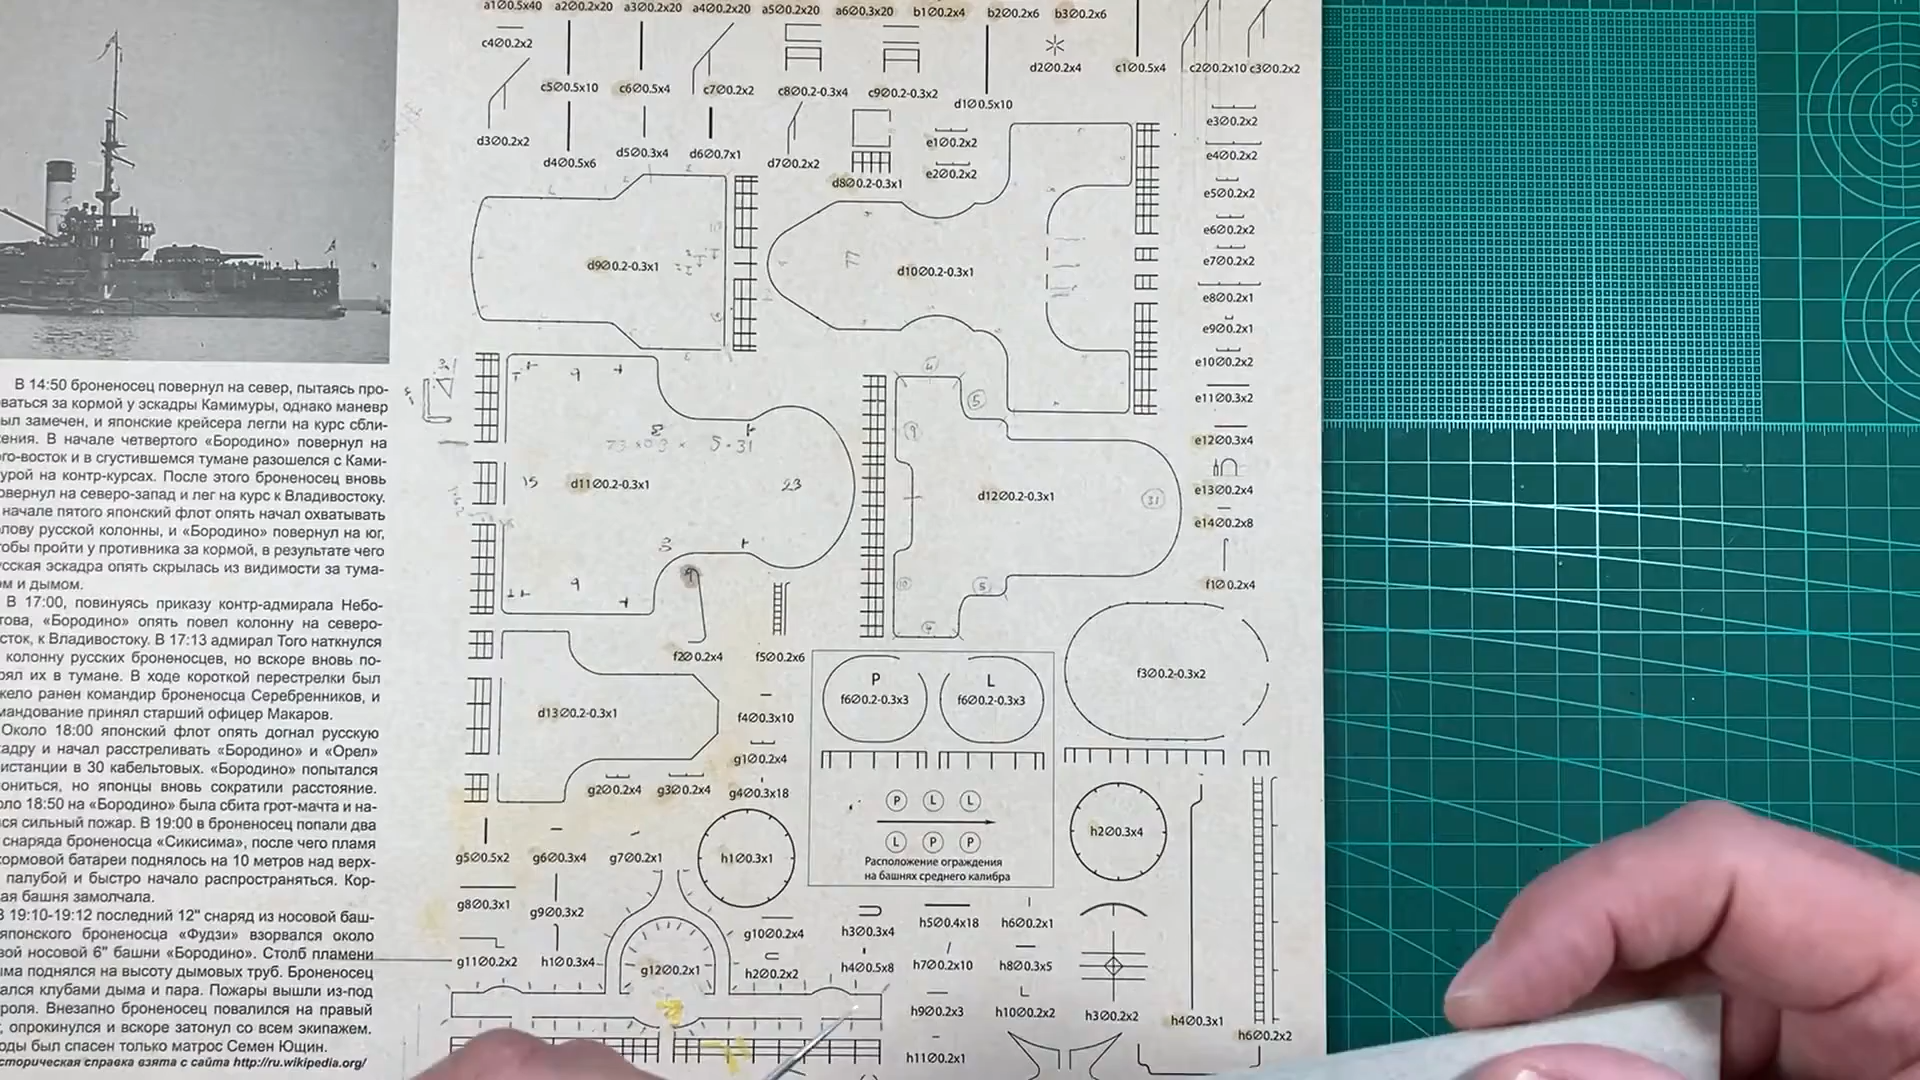 a1∅0.5x40 a2∅0.2x20 a3∅0.2x20 a4∅0.2x20 a5∅0.2x20 a6∅0.3x20 b1∅0.2x4 b2∅0.2x6 b3∅0.2x6
c4∅0.2x2
d2∅0.2x4 c1∅0.5x4 c2∅0.2x10 c3∅0.2x2
c5∅0.5x10 c6∅0.5x4 c7∅0.2x2 c8∅0.2-0.3x4 c9∅0.2-0.3x2
d1∅0.5x10
e3∅0.2x2
d3∅0.2x2
d4∅0.5x6
d5∅0.3x4
d6∅0.7x1
d7∅0.2x2
d8∅0.2-0.3x1
e1∅0.2x2
e2∅0.2x2
e4∅0.2x2
e5∅0.2x2
e6∅0.2x2
e7∅0.2x2
e8∅0.2x1
e9∅0.2x1
e10∅0.2x2
e11∅0.3x2
e12∅0.3x4
e13∅0.2x4
e14∅0.2x8
f1∅0.2x4
d9∅0.2-0.3x1
77
d10∅0.2-0.3x1
9
15
d11∅0.2-0.3x1
23
9
9
d12∅0.2-0.3x1
5
9
31
10
5
f2∅0.2x4
f5∅0.2x6
f3∅0.2-0.3x2
d13∅0.2-0.3x1
f4∅0.3x10
g1∅0.2x4
g2∅0.2x4 g3∅0.2x4 g4∅0.3x18
P
f6∅0.2-0.3x3
L
f6∅0.2-0.3x3
P L L
L P P
Расположение ограждения
на башнях среднего калибра
h2∅0.3x4
g5∅0.5x2 g6∅0.3x4 g7∅0.2x1 h1∅0.3x1
g8∅0.3x1
g9∅0.3x2
g10∅0.2x4
h3∅0.3x4
h5∅0.4x18
h6∅0.2x1
g11∅0.2x2
h1∅0.3x4
g12∅0.2x1
h2∅0.2x2
h4∅0.5x8
h7∅0.2x10
h8∅0.3x5
h9∅0.2x3
h10∅0.2x2
h3∅0.2x2
h4∅0.3x1
h6∅0.2x2
h11∅0.2x1
В 14:50 броненосец повернул на север, пытаясь про-
ваться за кормой у эскадры Камимуры, однако маневр
ыл замечен, и японские крейсера легли на курс сбли-
ения. В начале четвертого «Бородино» повернул на
го-восток и в сгустившемся тумане разошелся с Ками-
урой на контр-курсах. После этого броненосец вновь
овернул на северо-запад и лег на курс к Владивостоку.
начале пятого японский флот опять начал охватывать
олову русской колонны, и «Бородино» повернул на юг,
тобы пройти у противника за кормой, в результате чего
усская эскадра опять скрылась из видимости за тума-
ом и дымом.
В 17:00, повинуясь приказу контр-адмирала Небо-
гова, «Бородино» опять повел колонну на северо-
сток, к Владивостоку. В 17:13 адмирал Того наткнулся
колонну русских броненосцев, но вскоре вновь по-
рял их в тумане. В ходе короткой перестрелки был
жело ранен командир броненосца Серебренников, и
мандование принял старший офицер Макаров.
Около 18:00 японский флот опять догнал русскую
кадру и начал расстреливать «Бородино» и «Орел»
истанции в 30 кабельтовых. «Бородино» попытался
ониться, но японцы вновь сократили расстояние.
оло 18:50 на «Бородино» была сбита грот-мачта и на-
ся сильный пожар. В 19:00 в броненосец попали два
снаряда броненосца «Сикисима», после чего пламя
кормовой батареи поднялось на 10 метров над верх-
палубой и быстро начало распространяться. Кор-
ая башня замолчала.
В 19:10-19:12 последний 12" снаряд из носовой баш-
японского броненосца «Фудзи» взорвался около
вой носовой 6" башни «Бородино». Столб пламени
ыма поднялся на высоту дымовых труб. Броненосец
ался клубами дыма и пара. Пожары вышли из-под
роля. Внезапно броненосец повалился на правый
, опрокинулся и вскоре затонул со всем экипажем.
оды был спасен только матрос Семен Ющин.
сторическая справка взята с сайта http://ru.wikipedia.org/